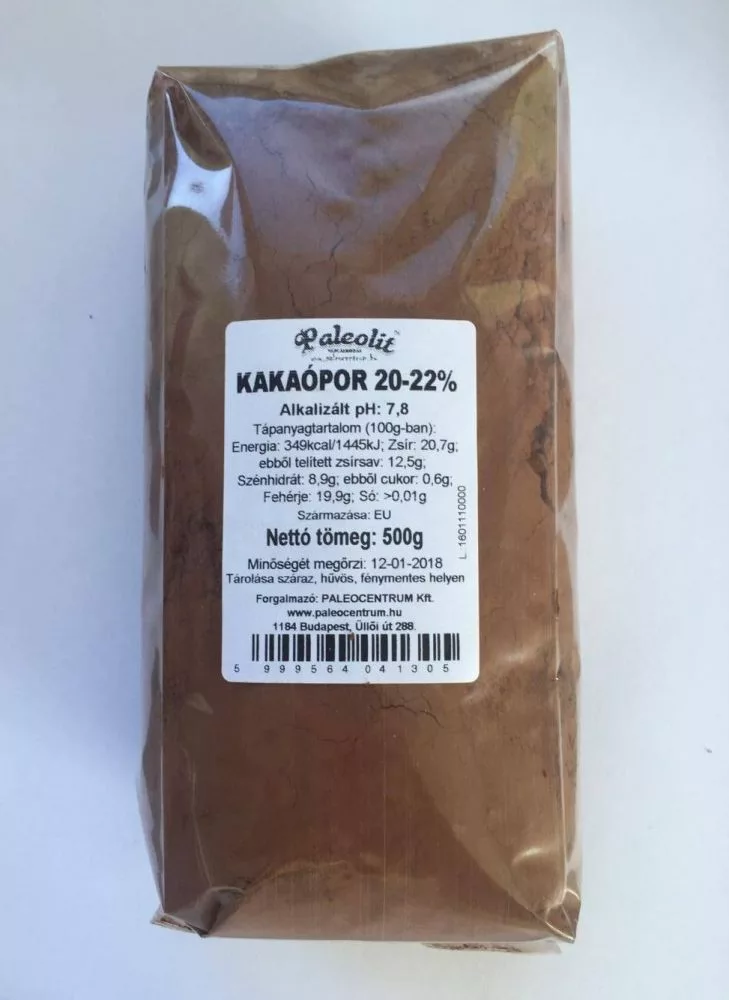 Paleolit
KAKAÓPOR 20-22%
Alkalizált pH: 7,8
Tápanyagtartalom (100g-ban):
Energia: 349kcal/1445kJ; Zsír: 20,7g;
ebből telített zsírsav: 12,5g;
Szénhidrát: 8,9g; ebből cukor: 0,6g;
Fehérje: 19,9g; Só: >0,01g
Származása: EU
Nettó tömeg: 500g
L:1601110000
Minőségét megőrzi: 12-01-2018
Tárolása száraz, hűvös, fénymentes helyen
Forgalmazó: PALEOCENTRUM Kft.
www.paleocentrum.hu
1184 Budapest, Üllői út 288.
5 999564 041305